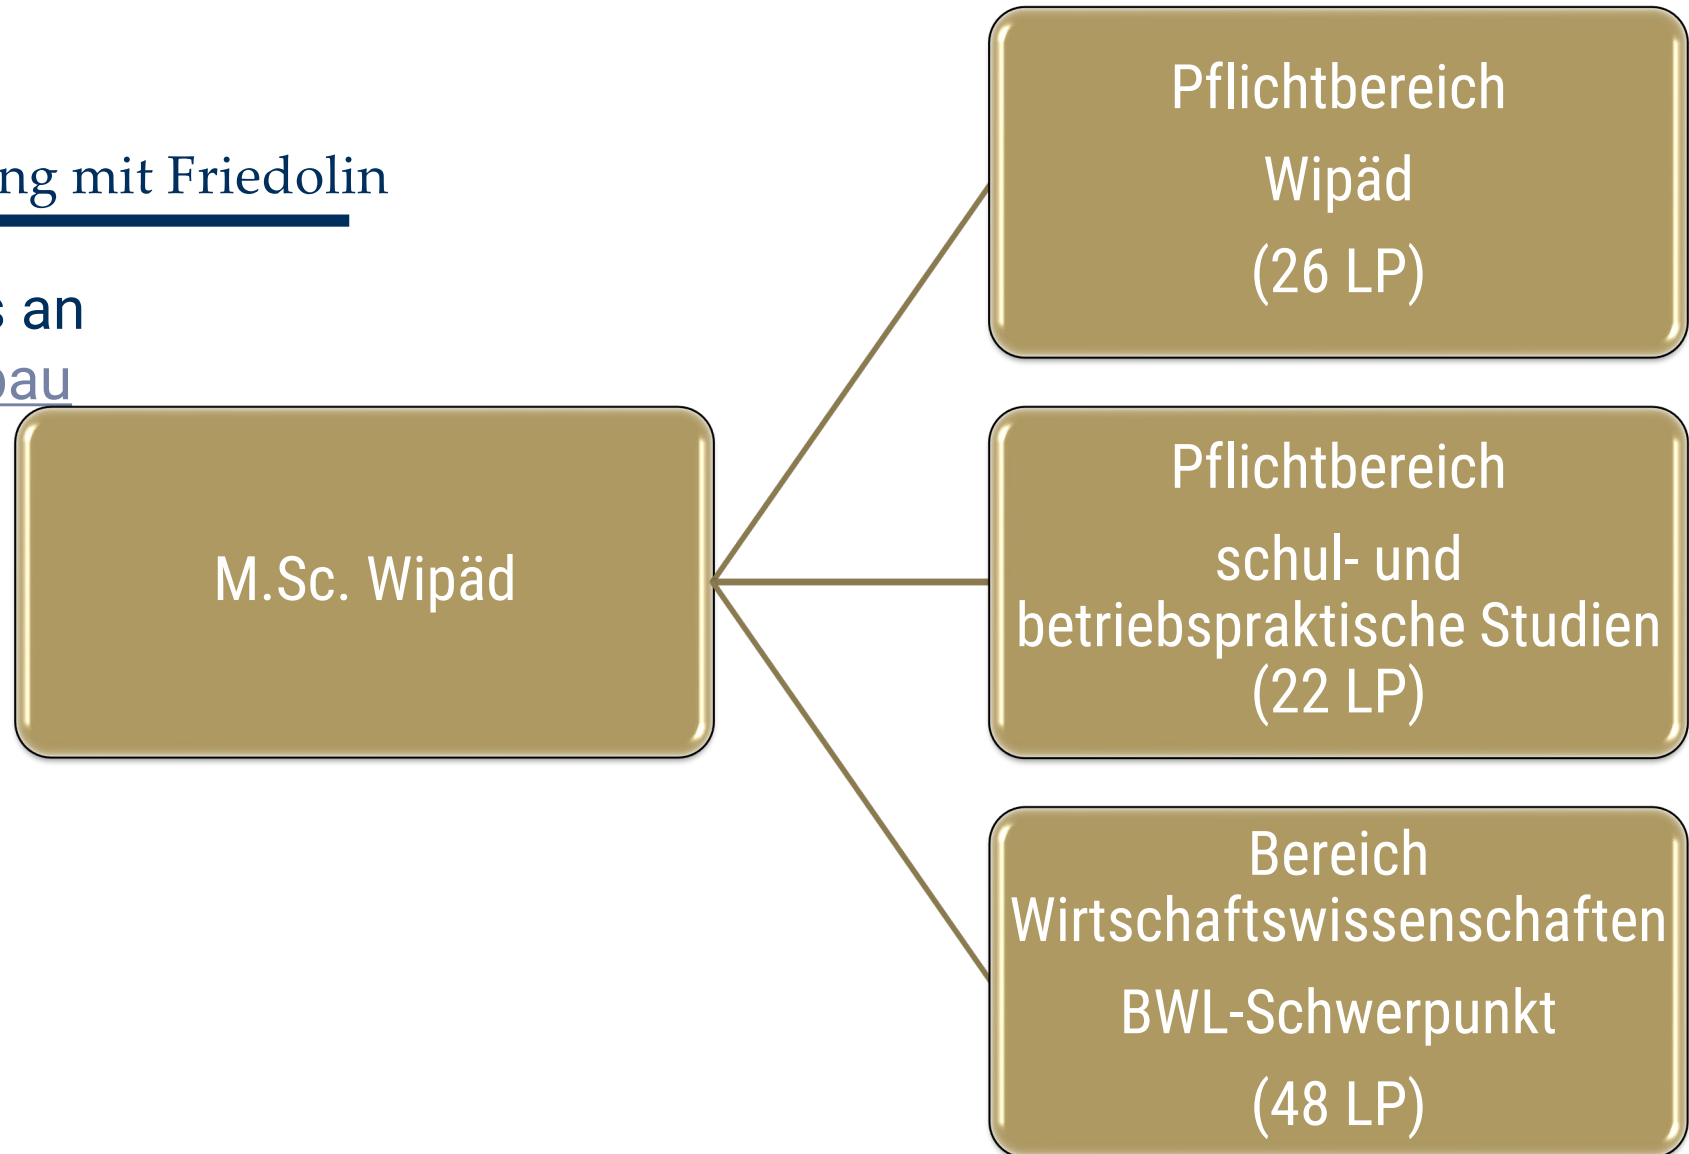 ng mit Friedolin
s an
bau
M.Sc. Wipäd
Pflichtbereich
Wipäd
(26 LP)
Pflichtbereich
schul- und
betriebspraktische Studien
(22 LP)
Bereich
Wirtschaftswissenschaften
BWL-Schwerpunkt
(48 LP)